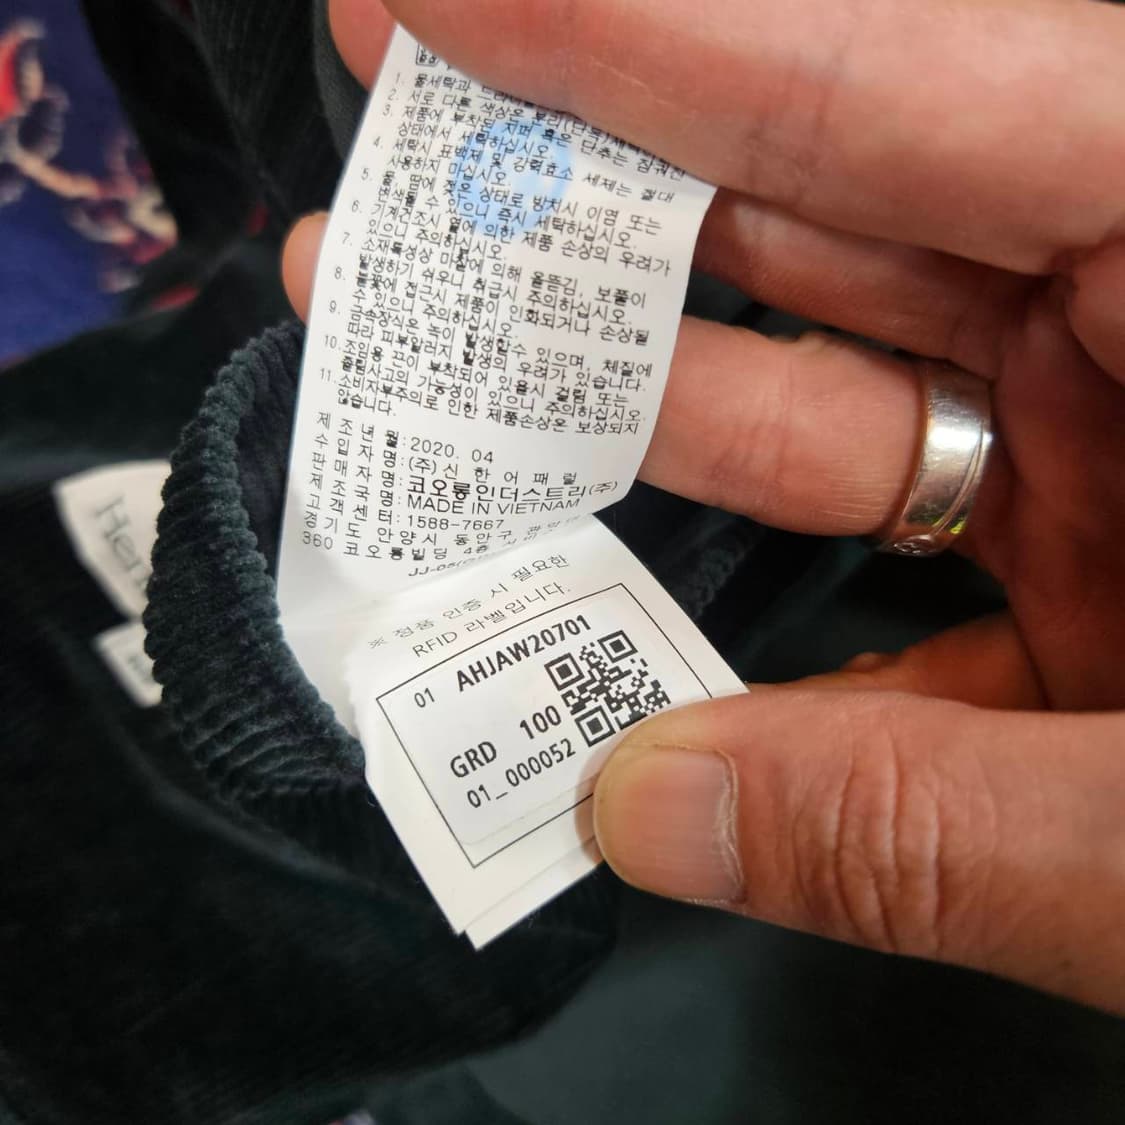 1. 물세탁과
2. 서로 다른 색상은 분리(단독)세탁
3. 제품에 부착된 지퍼 혹은 단추는 잠궈진
상태에서 세탁하십시오.
4. 세탁시 표백제 및 강력효소 세제는 절대
사용하지 마십시오.
5. 물, 땀에 젖은 상태로 방치시 이염 또는
변색될 수 있으니 즉시 세탁하십시오.
6. 기계건조시 열에 의한 제품 손상의 우려가
있으니 주의하십시오.
7. 소재특성상 마찰에 의해 올뜯김, 보풀이
발생하기 쉬우니 취급시 주의하십시오.
8. 화기에 접근시 제품이 인화되거나 손상될
수 있으니 주의하십시오.
9. 금속장식은 녹이 발생할 수 있으며, 체질에
따라 피부알러지 발생의 우려가 있습니다.
10. 조임용 끈이 부착되어 있을시 걸림 또는
끌림사고의 가능성이 있으니 주의하십시오.
11. 소비자부주의로 인한 제품손상은 보상되지
않습니다.
제조년월:2020. 04
수입자명:(주)신한어패럴
판매자명:코오롱인더스트리(주)
제조국명:MADE IN VIETNAM
고객센터:1588-7667
경기도 안양시 동안구
360 코오롱빌딩 4층
※ 정품 인증 시 필요한
RFID 라벨입니다.
01 AHJAW20701
GRD 100
01_000052